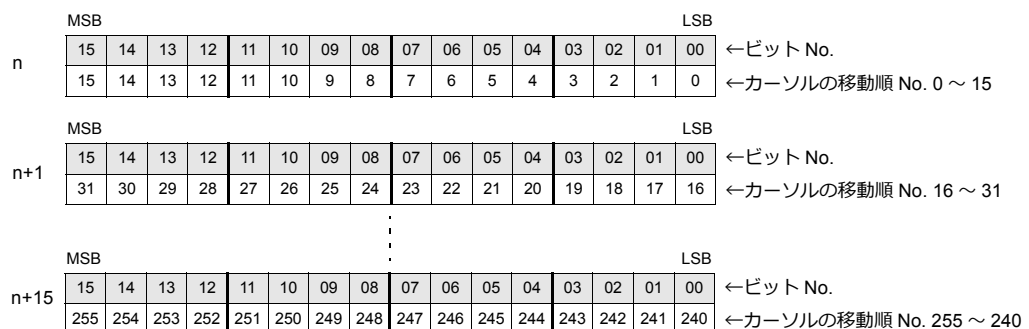 MSB LSB
15 14 13 12 11 10 09 08 07 06 05 04 03 02 01 00 ←ビット No.
n
15 14 13 12 11 10 9 8 7 6 5 4 3 2 1 0 ←カーソルの移動順 No. 0 ～ 15
MSB LSB
15 14 13 12 11 10 09 08 07 06 05 04 03 02 01 00 ←ビット No.
n+1
31 30 29 28 27 26 25 24 23 22 21 20 19 18 17 16 ←カーソルの移動順 No. 16 ～ 31
MSB LSB
15 14 13 12 11 10 09 08 07 06 05 04 03 02 01 00 ←ビット No.
n+15
255 254 253 252 251 250 249 248 247 246 245 244 243 242 241 240 ←カーソルの移動順 No. 255 ～ 240